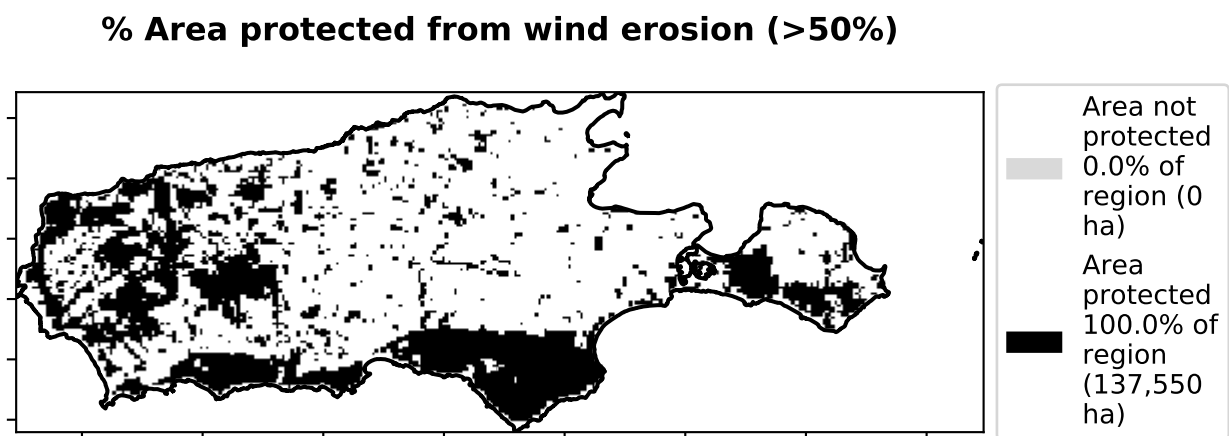 % Area protected from wind erosion (>50%)
Area not
protected
0.0% of
region (0
ha)
Area
protected
100.0% of
region
(137,550
ha)